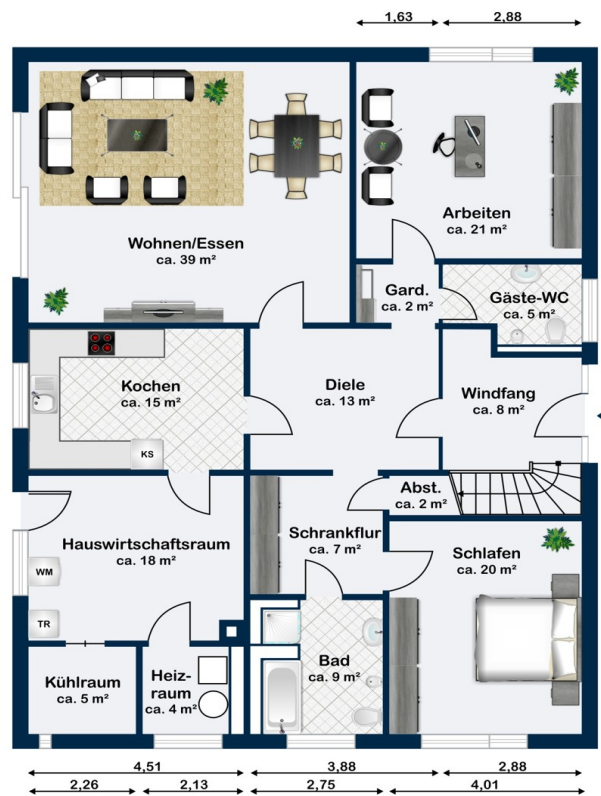 1,63 2,88
Wohnen/Essen
ca. 39 m²
Arbeiten
ca. 21 m²
Gard.
ca. 2 m²
Gäste-WC
ca. 5 m²
Kochen
ca. 15 m²
KS
Diele
ca. 13 m²
Windfang
ca. 8 m²
Abst.
ca. 2 m²
Hauswirtschaftsraum
ca. 18 m²
WM
TR
Schrankflur
ca. 7 m²
Schlafen
ca. 20 m²
Kühlraum
ca. 5 m²
Heiz-
raum
ca. 4 m²
Bad
ca. 9 m²
4,51 3,88 2,88
2,26 2,13 2,75 4,01